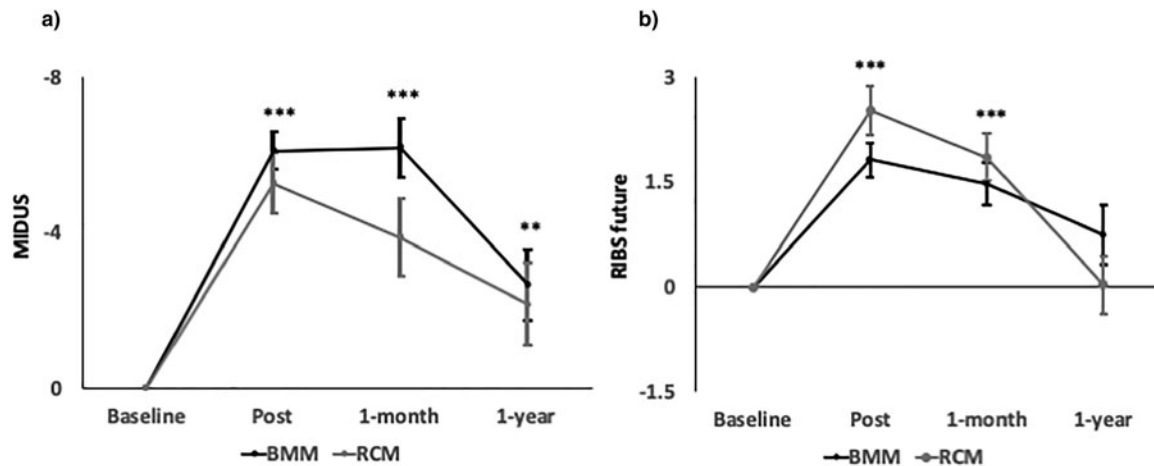 a)
-8
-4
0
MIDUS
***
***
**
Baseline Post 1-month 1-year
BMM RCM
b)
3
1.5
0
-1.5
RIBS future
***
***
Baseline Post 1-month 1-year
BMM RCM